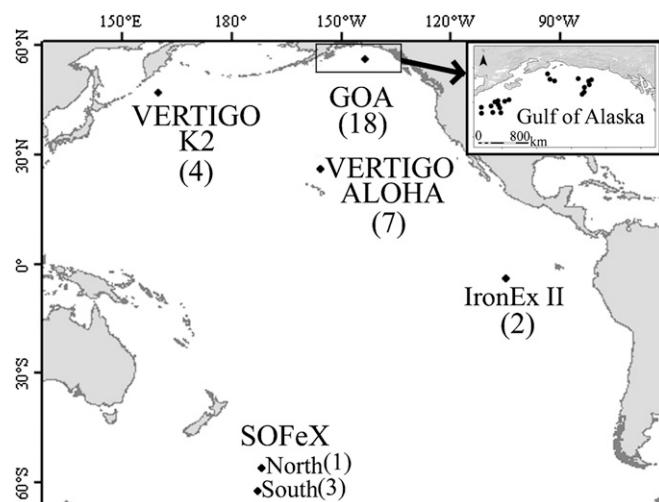 150°E 180° 150°W 120°W 90°W
60°N
30°N
0°
30°S
60°S
VERTIGO
K2
(4)
GOA
(18)
Gulf of Alaska
0 800
km
VERTIGO
ALOHA
(7)
IronEx II
(2)
SOFeX
North(1)
South(3)